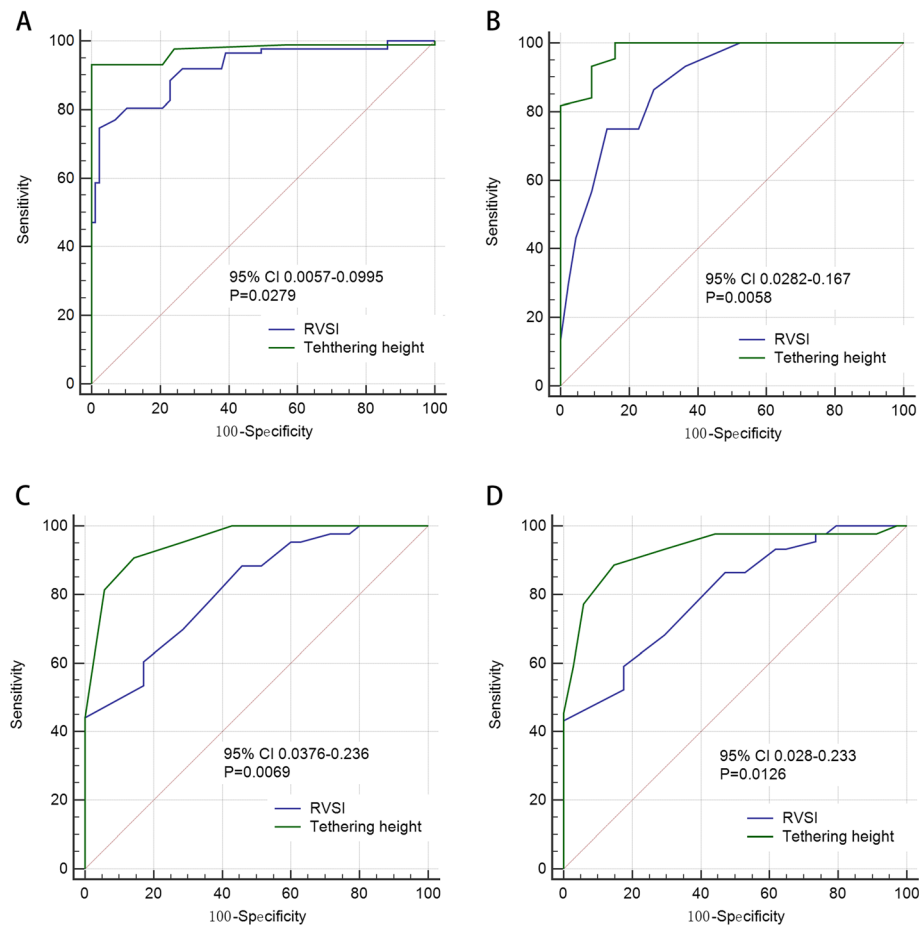 A
100
80
60
40
20
0
Sensitivity
95% CI 0.0057-0.0995
P=0.0279
RVSI
Tehthering height
0 20 40 60 80 100
100-Specificity
B
100
80
60
40
20
0
Sensitivity
95% CI 0.0282-0.167
P=0.0058
RVSI
Tethering height
0 20 40 60 80 100
100-Specificity
C
100
80
60
40
20
0
Sensitivity
95% CI 0.0376-0.236
P=0.0069
RVSI
Tethering height
0 20 40 60 80 100
100-Specificity
D
100
80
60
40
20
0
Sensitivity
95% CI 0.028-0.233
P=0.0126
RVSI
Tethering height
0 20 40 60 80 100
100-Specificity